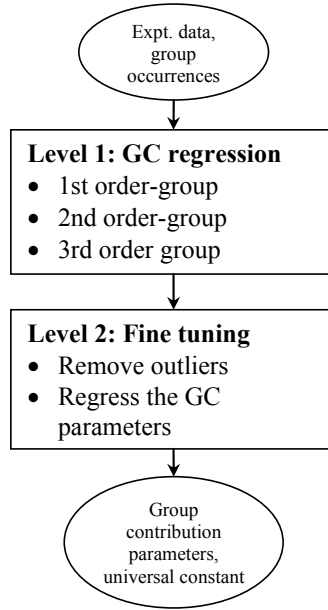 Expt. data,
group
occurrences
Level 1: GC regression
• 1st order-group
• 2nd order-group
• 3rd order group
Level 2: Fine tuning
• Remove outliers
• Regress the GC
parameters
Group
contribution
parameters,
universal constant